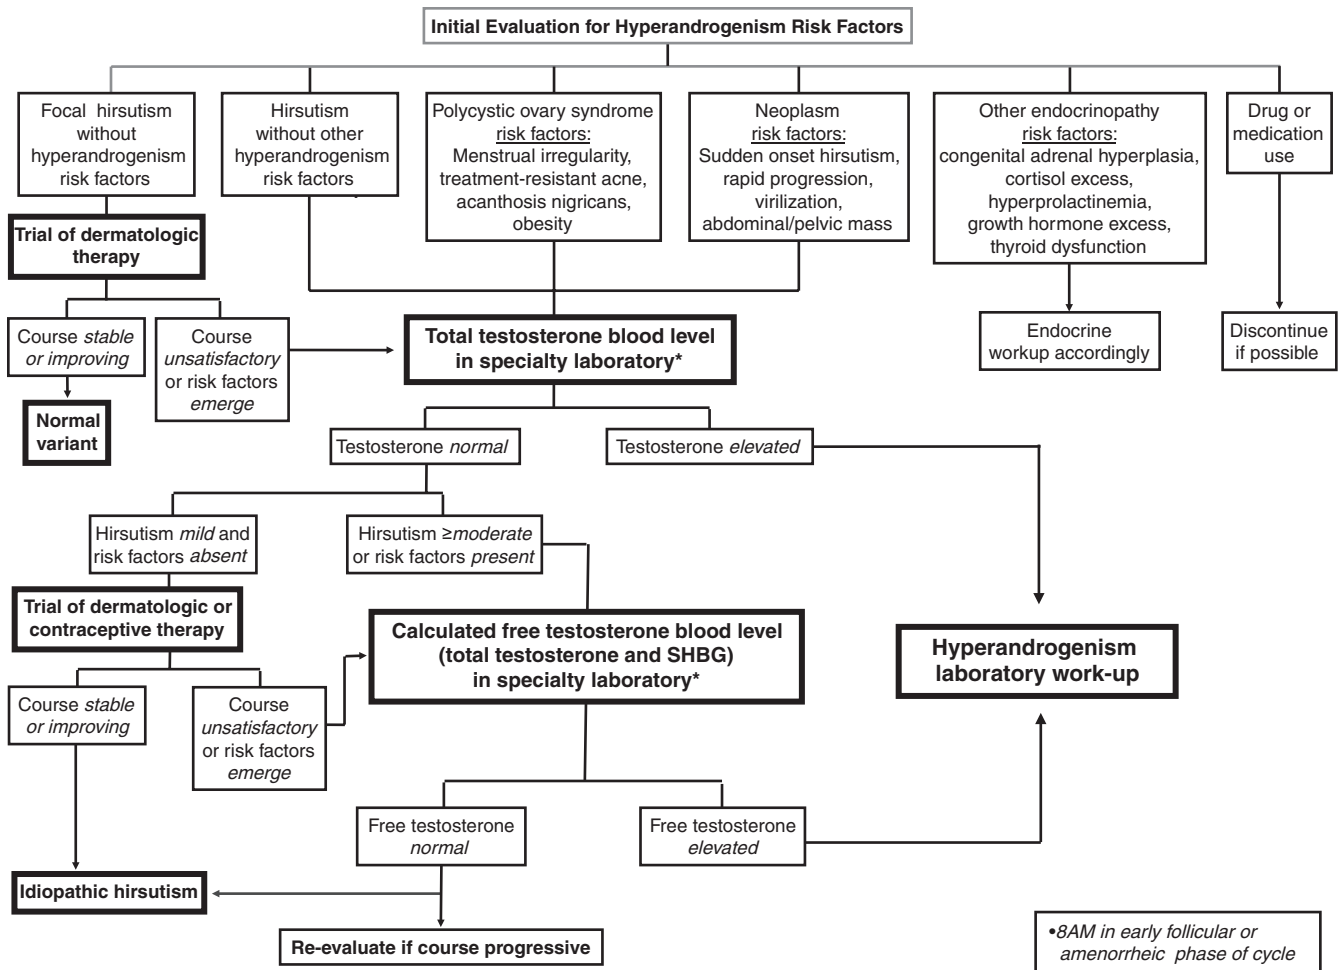 Initial Evaluation for Hyperandrogenism Risk Factors
Focal hirsutism
without
hyperandrogenism
risk factors
Hirsutism
without other
hyperandrogenism
risk factors
Polycystic ovary syndrome
risk factors:
Menstrual irregularity,
treatment-resistant acne,
acanthosis nigricans,
obesity
Neoplasm
risk factors:
Sudden onset hirsutism,
rapid progression,
virilization,
abdominal/pelvic mass
Other endocrinopathy
risk factors:
congenital adrenal hyperplasia,
cortisol excess,
hyperprolactinemia,
growth hormone excess,
thyroid dysfunction
Drug or
medication
use
Trial of dermatologic
therapy
Course stable
or improving
Course
unsatisfactory
or risk factors
emerge
Total testosterone blood level
in specialty laboratory*
Endocrine
workup accordingly
Discontinue
if possible
Normal
variant
Testosterone normal
Testosterone elevated
Hirsutism mild and
risk factors absent
Hirsutism ≥moderate
or risk factors present
Trial of dermatologic or
contraceptive therapy
Calculated free testosterone blood level
(total testosterone and SHBG)
in specialty laboratory*
Hyperandrogenism
laboratory work-up
Course stable
or improving
Course
unsatisfactory
or risk factors
emerge
Free testosterone
normal
Free testosterone
elevated
Idiopathic hirsutism
Re-evaluate if course progressive
•8AM in early follicular or
amenorrheic phase of cycle